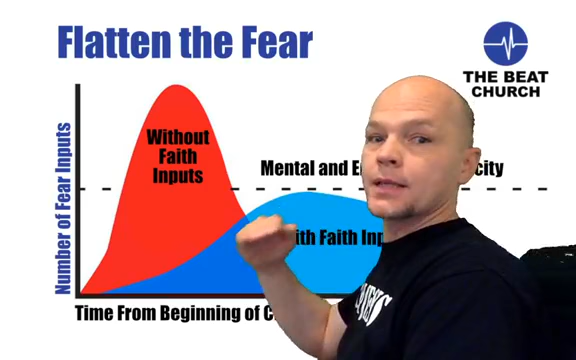 Flatten the Fear
THE BEAT
CHURCH
Number of Fear Inputs
Without
Faith
Inputs
Mental and
Faith
Time From Beginning of